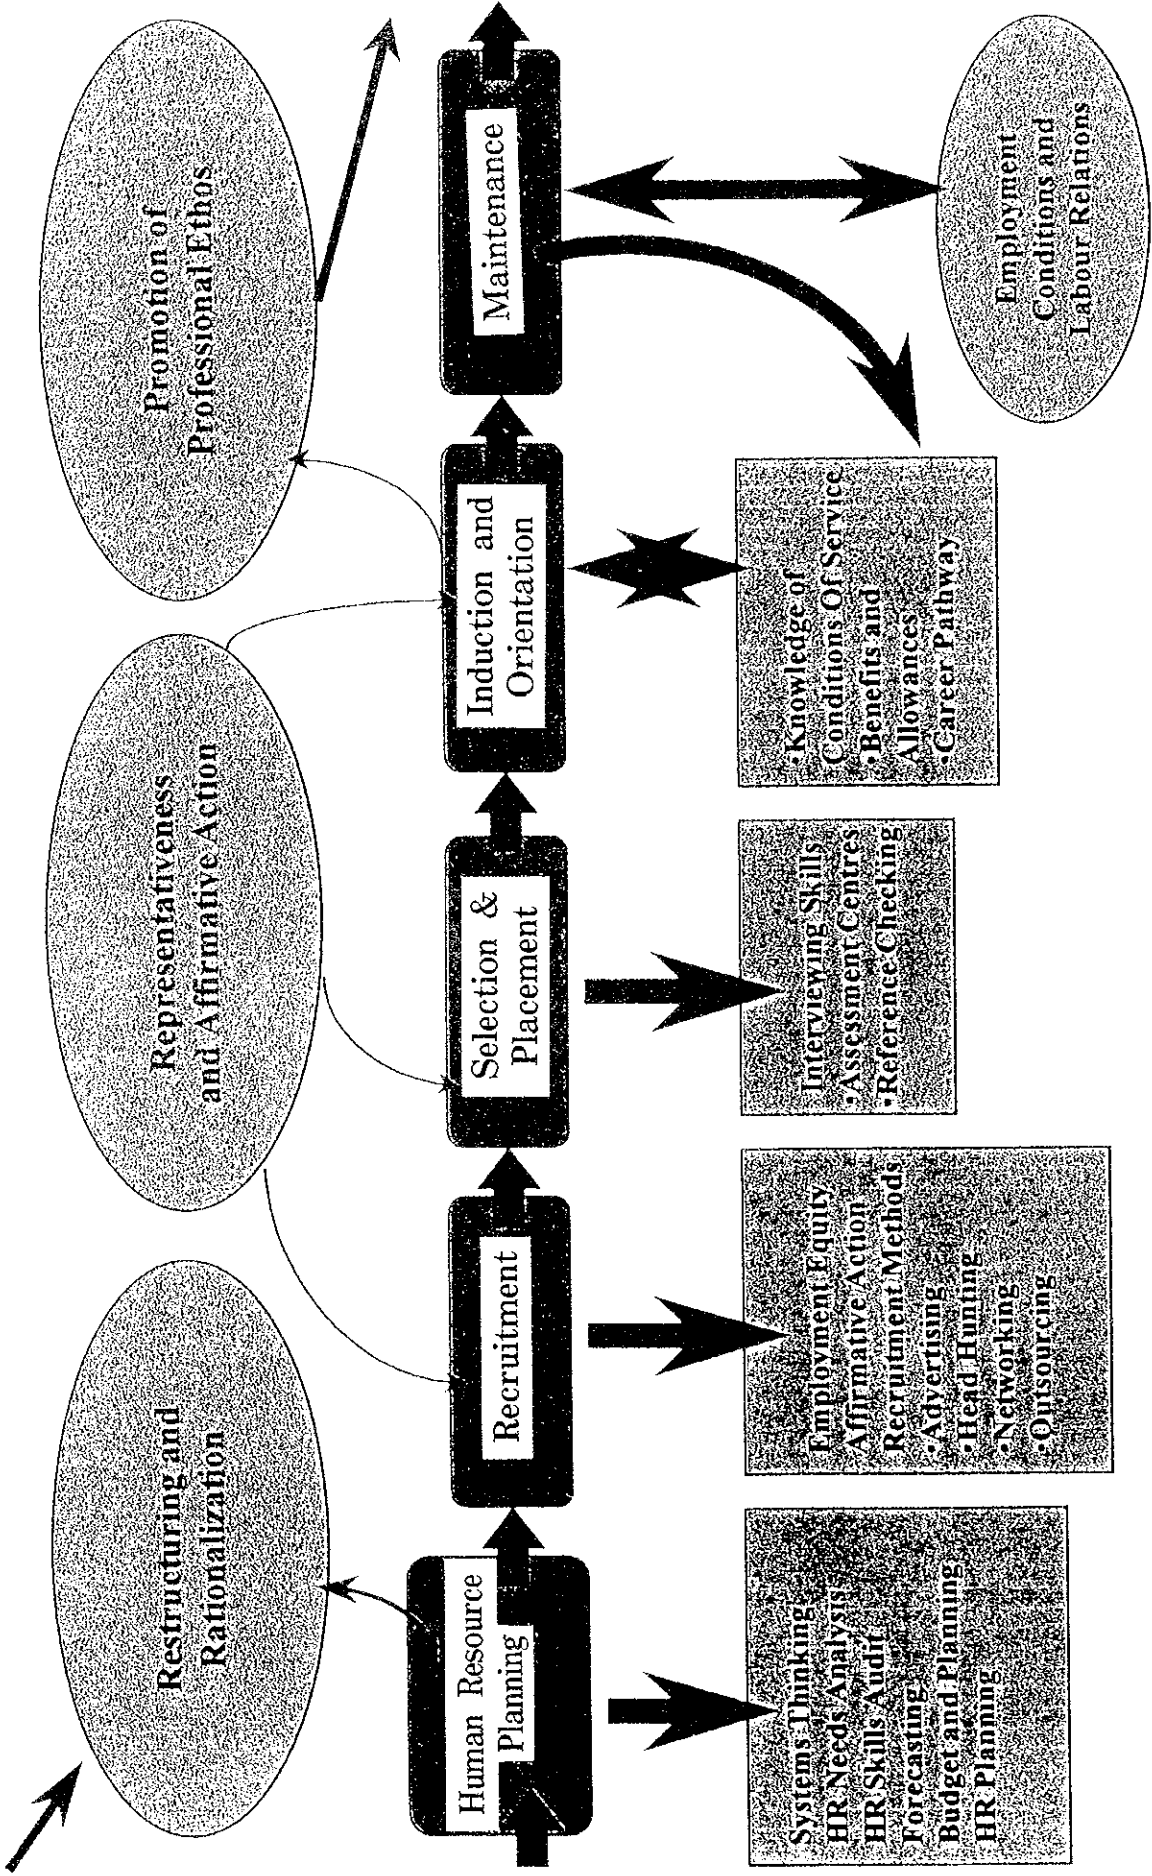 Restructuring and
Rationalization
Representativeness
and Affirmative Action
Promotion of
Professional Ethos
Human Resource
Planning
Recruitment
Selection &
Placement
Induction and
Orientation
Maintenance
Systems Thinking
HR Needs Analysis
HR Skills Audit
Forecasting
Budget and Planning
HR Planning
Employment Equity
Affirmative Action
Recruitment Methods
•Advertising
•Head Hunting
•Networking
•Outsourcing
Interviewing Skills
•Assessment Centres
•Reference Checking
•Knowledge of
Conditions Of Service
•Benefits and
Allowances
•Career Pathway
Employment
Conditions and
Labour Relations